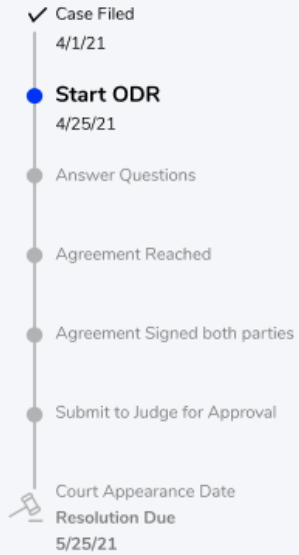 Case Filed
4/1/21
Start ODR
4/25/21
Answer Questions
Agreement Reached
Agreement Signed both parties
Submit to Judge for Approval
Court Appearance Date
Resolution Due
5/25/21